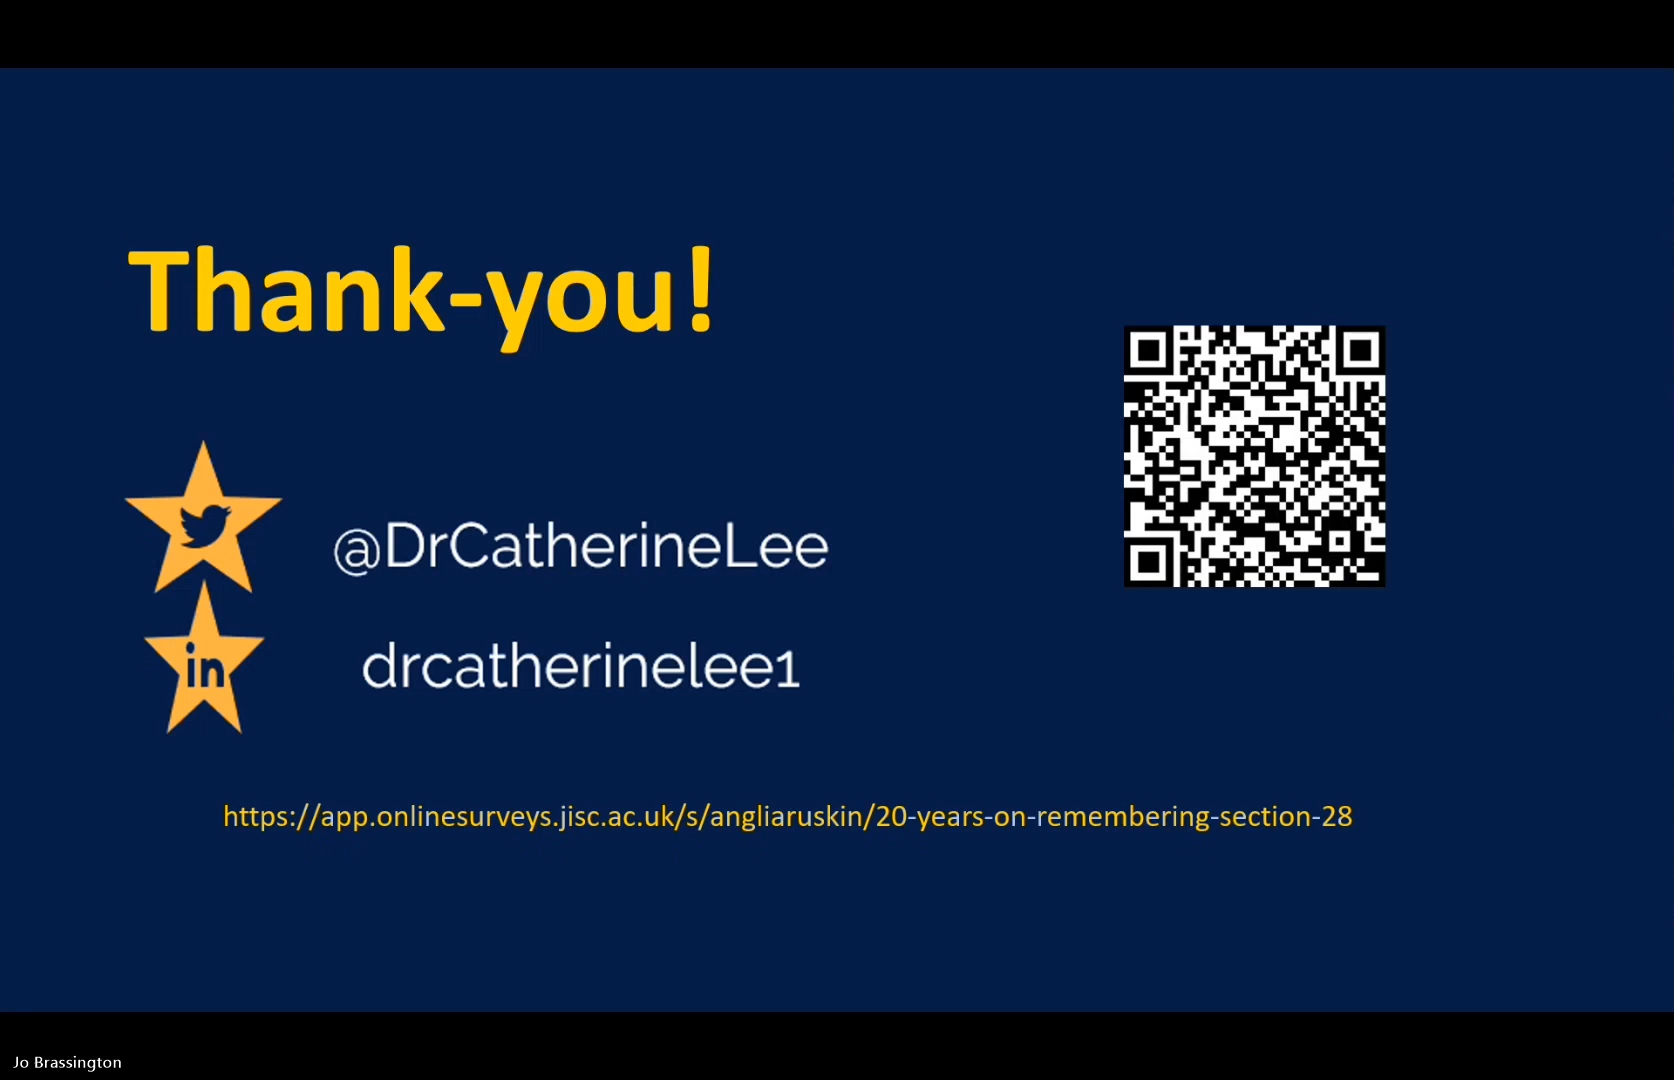 Thank-you!
@DrCatherineLee
in
drcatherinelee1
https://app.onlinesurveys.jisc.ac.uk/s/angliaruskin/20-years-on-remembering-section-28
Jo Brassington